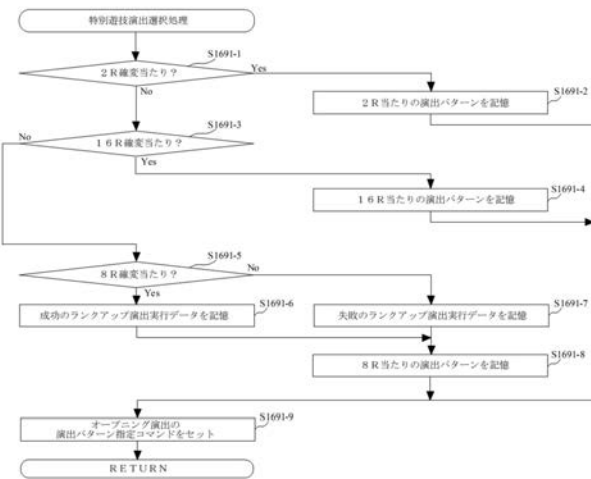 特別遊技演出選択処理
S1691-1
2R確変当たり?
Yes
No
S1691-2
2R当たりの演出パターンを記憶
S1691-3
No
16R確変当たり?
Yes
S1691-4
16R当たりの演出パターンを記憶
S1691-5
8R確変当たり?
No
Yes
S1691-6
成功のランクアップ演出実行データを記憶
S1691-7
失敗のランクアップ演出実行データを記憶
S1691-8
8R当たりの演出パターンを記憶
S1691-9
オープニング演出の
演出パターン指定コマンドをセット
RETURN